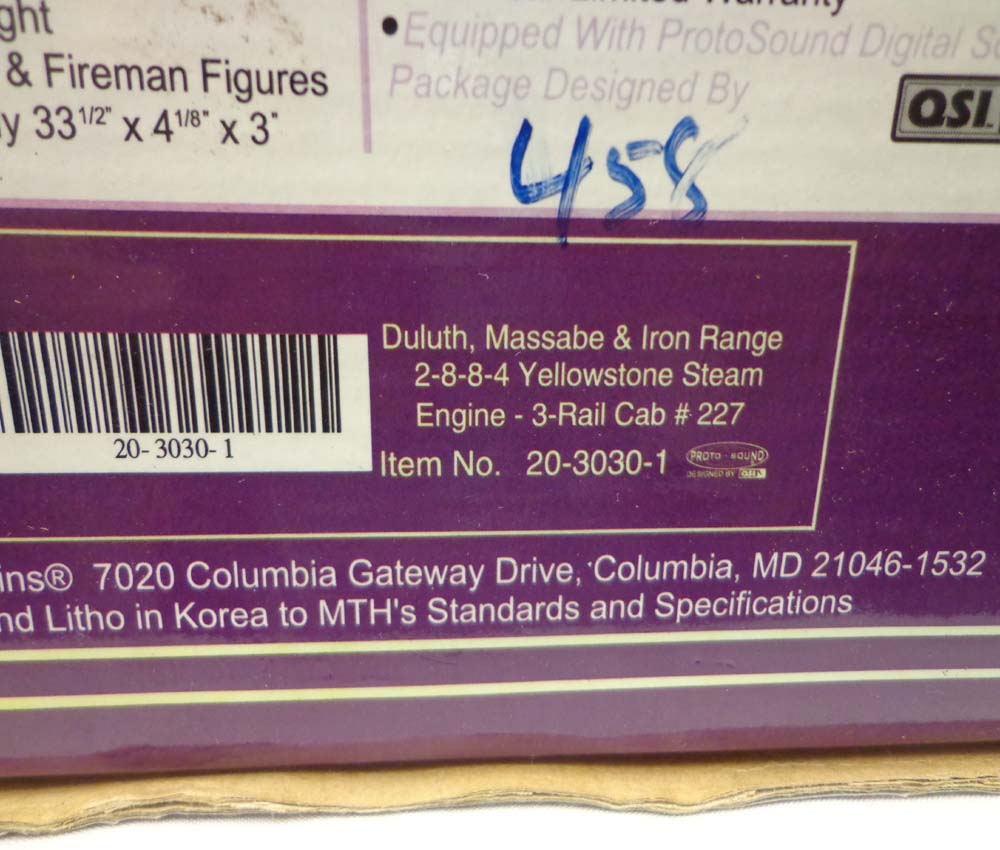 ght
& Fireman Figures
y 33 1/2" x 4 1/8" x 3"
Limited Warranty
• Equipped With ProtoSound Digital S
Package Designed By
QSI
458
20-3030-1
Duluth, Massabe & Iron Range
2-8-8-4 Yellowstone Steam
Engine - 3-Rail Cab # 227
Item No. 20-3030-1
PROTO-SOUND
DESIGNED BY QSI
ins® 7020 Columbia Gateway Drive, Columbia, MD 21046-1532
nd Litho in Korea to MTH's Standards and Specifications